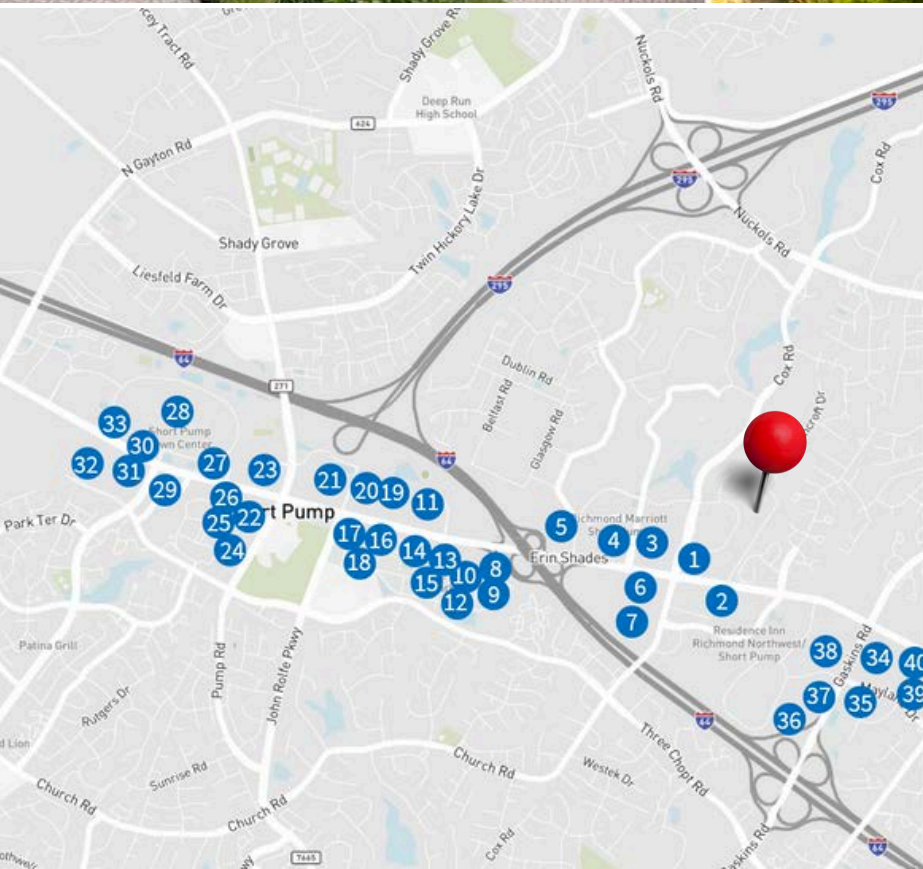 Shady Grove Rd
Nuckols Rd
295
Deep Run
High School
424
N Gayton Rd
Cox Rd
295
Twin Hickory Lake Dr
Nuckols Rd
Shady Grove
Liesfeld Farm Dr
295
64
Dublin Rd
Cox Rd
271
Belfast Rd
Glasgow Rd
28
33
30
64
32
31
27
23
29
21
20
19
11
26
25
22
Pump
24
Park Ter Dr
17
16
18
14
13
15
10
8
9
12
5
Richmond Marriott
4
3
1
Erin Shades
6
2
7
Residence Inn
Richmond Northwest/
Short Pump
38
34
40
Gaskins Rd
37
35
39
36
Patina Grill
Pump Rd
John Rolfe Pkwy
Rutgers Dr
64
Three Chopt Rd
Church Rd
Westek Dr
Sunrise Rd
Church Rd
Church Rd
Cox Rd
7665
64